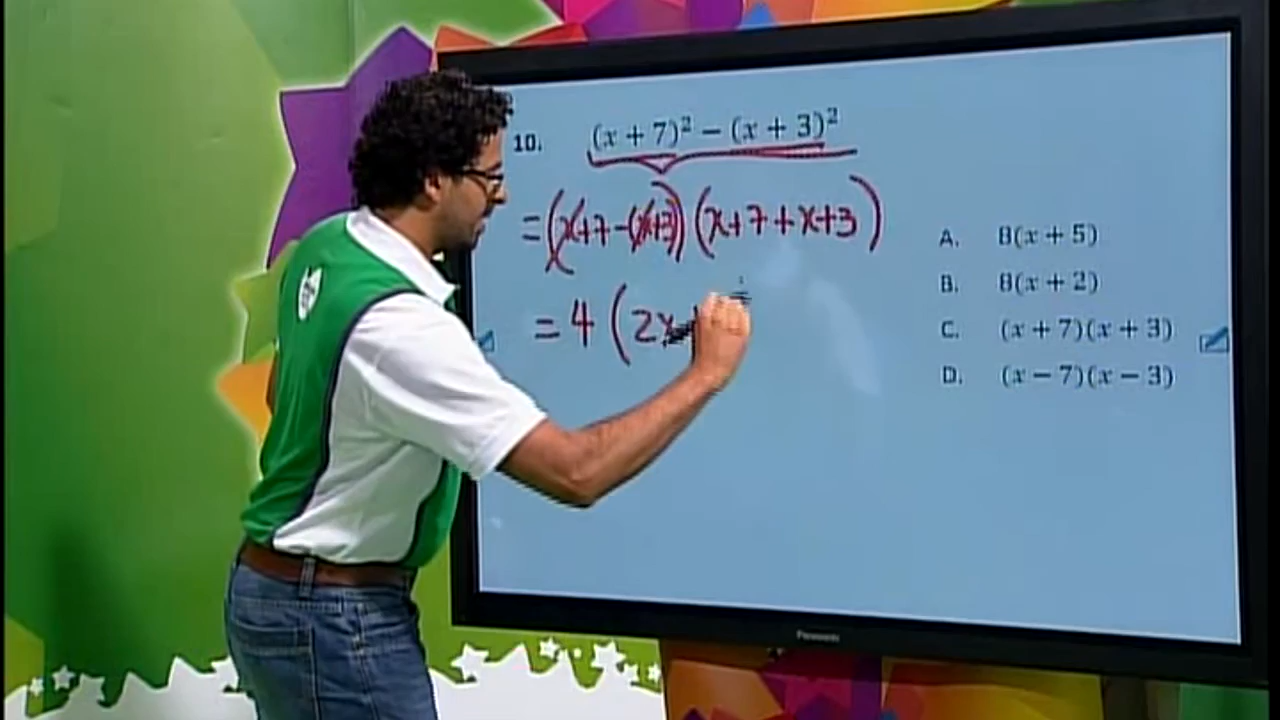 10. (x + 7)² − (x + 3)²
= (x+7-(x+3)) (x+7+x+3)
= 4 (2x+
A. 8(x + 5)
B. 8(x + 2)
C. (x + 7)(x + 3)
D. (x − 7)(x − 3)
Panasonic